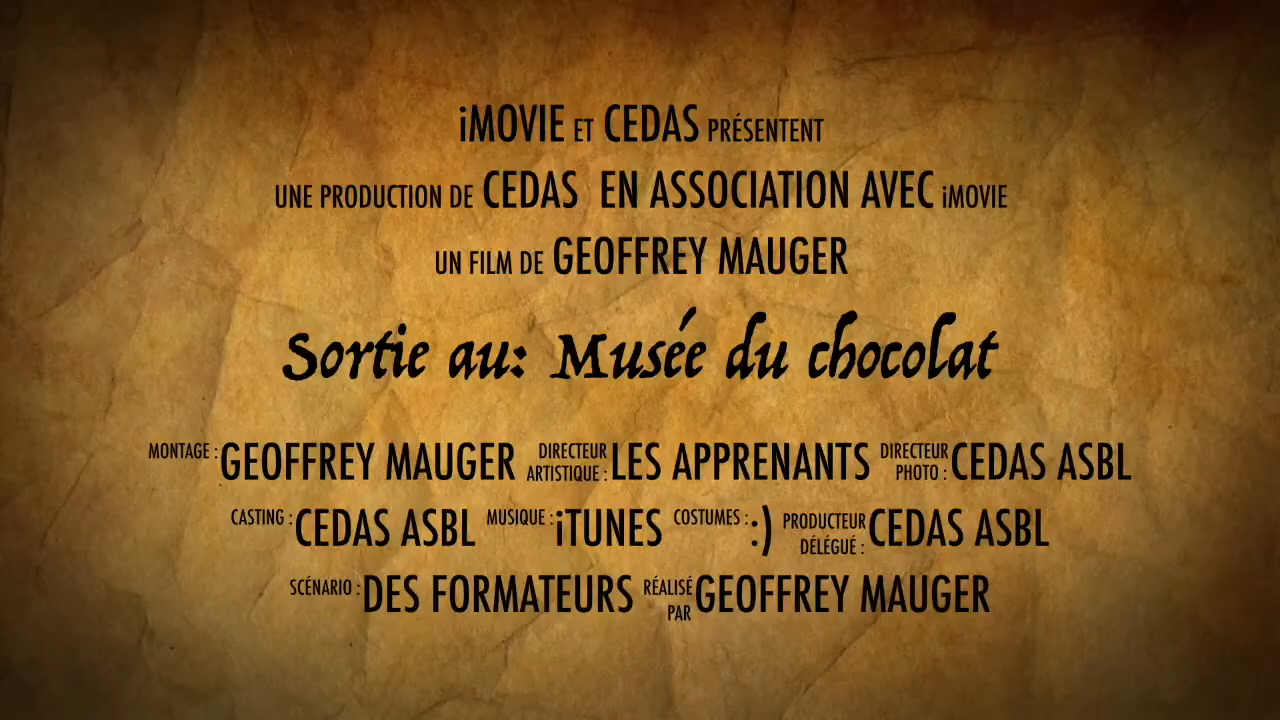 iMOVIE ET CEDAS PRÉSENTENT
UNE PRODUCTION DE CEDAS EN ASSOCIATION AVEC iMOVIE
UN FILM DE GEOFFREY MAUGER
Sortie au: Musée du chocolat
MONTAGE : GEOFFREY MAUGER DIRECTEUR ARTISTIQUE : LES APPRENANTS DIRECTEUR PHOTO : CEDAS ASBL
CASTING : CEDAS ASBL MUSIQUE : iTUNES COSTUMES : :) PRODUCTEUR DÉLÉGUÉ : CEDAS ASBL
SCÉNARIO : DES FORMATEURS RÉALISÉ PAR GEOFFREY MAUGER